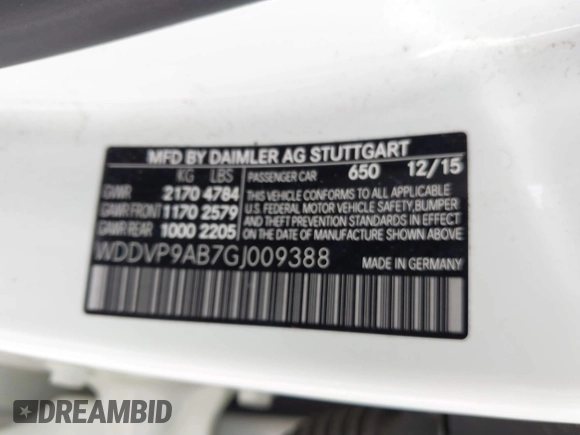 MFD BY DAIMLER AG STUTTGART
KG LBS PASSENGER CAR 650 12/15
GVWR 2170 4784 THIS VEHICLE CONFORMS TO ALL APPLICABLE
GAWR FRONT 1170 2579 U.S. FEDERAL MOTOR VEHICLE SAFETY, BUMPER
GAWR REAR 1000 2205 AND THEFT PREVENTION STANDARDS IN EFFECT
ON THE DATE OF MANUFACTURE SHOWN ABOVE.
WDDVP9AB7GJ009388 MADE IN GERMANY
DREAMBID